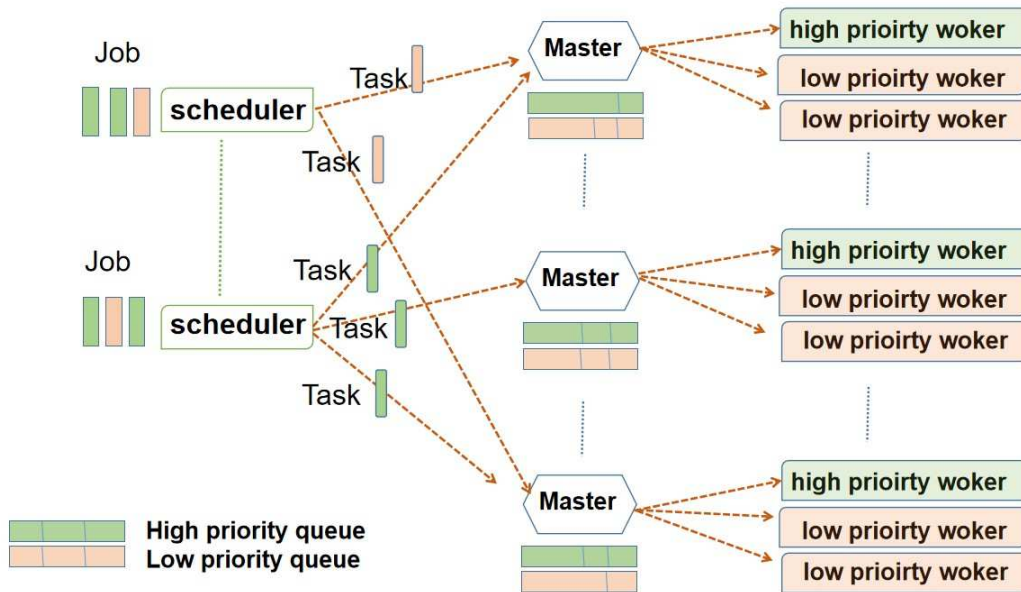 Job
scheduler
Task
Task
Master
high prioirty woker
low prioirty woker
low prioirty woker
Job
scheduler
Task
Task
Task
Master
high prioirty woker
low prioirty woker
low prioirty woker
Master
high prioirty woker
low prioirty woker
low prioirty woker
High priority queue
Low priority queue